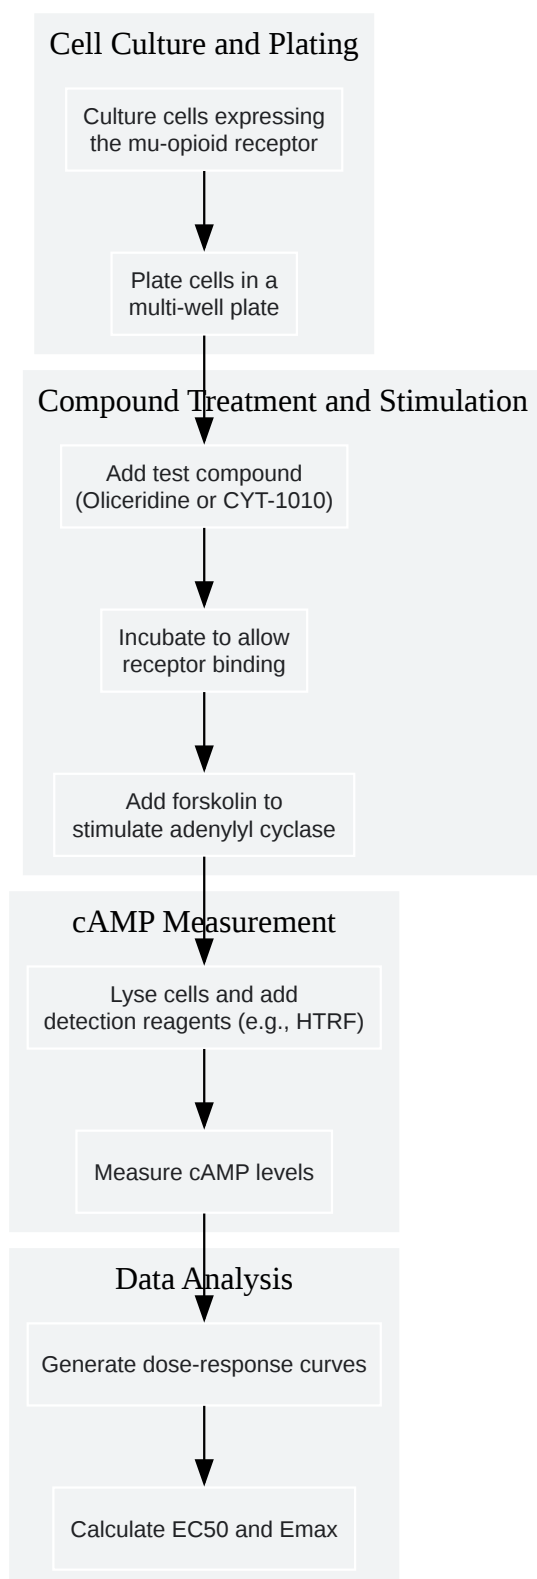 Cell Culture and Plating
Culture cells expressing
the mu-opioid receptor
Plate cells in a
multi-well plate
Compound Treatment and Stimulation
Add test compound
(Oliceridine or CYT-1010)
Incubate to allow
receptor binding
Add forskolin to
stimulate adenylyl cyclase
cAMP Measurement
Lyse cells and add
detection reagents (e.g., HTRF)
Measure cAMP levels
Data Analysis
Generate dose-response curves
Calculate EC50 and Emax